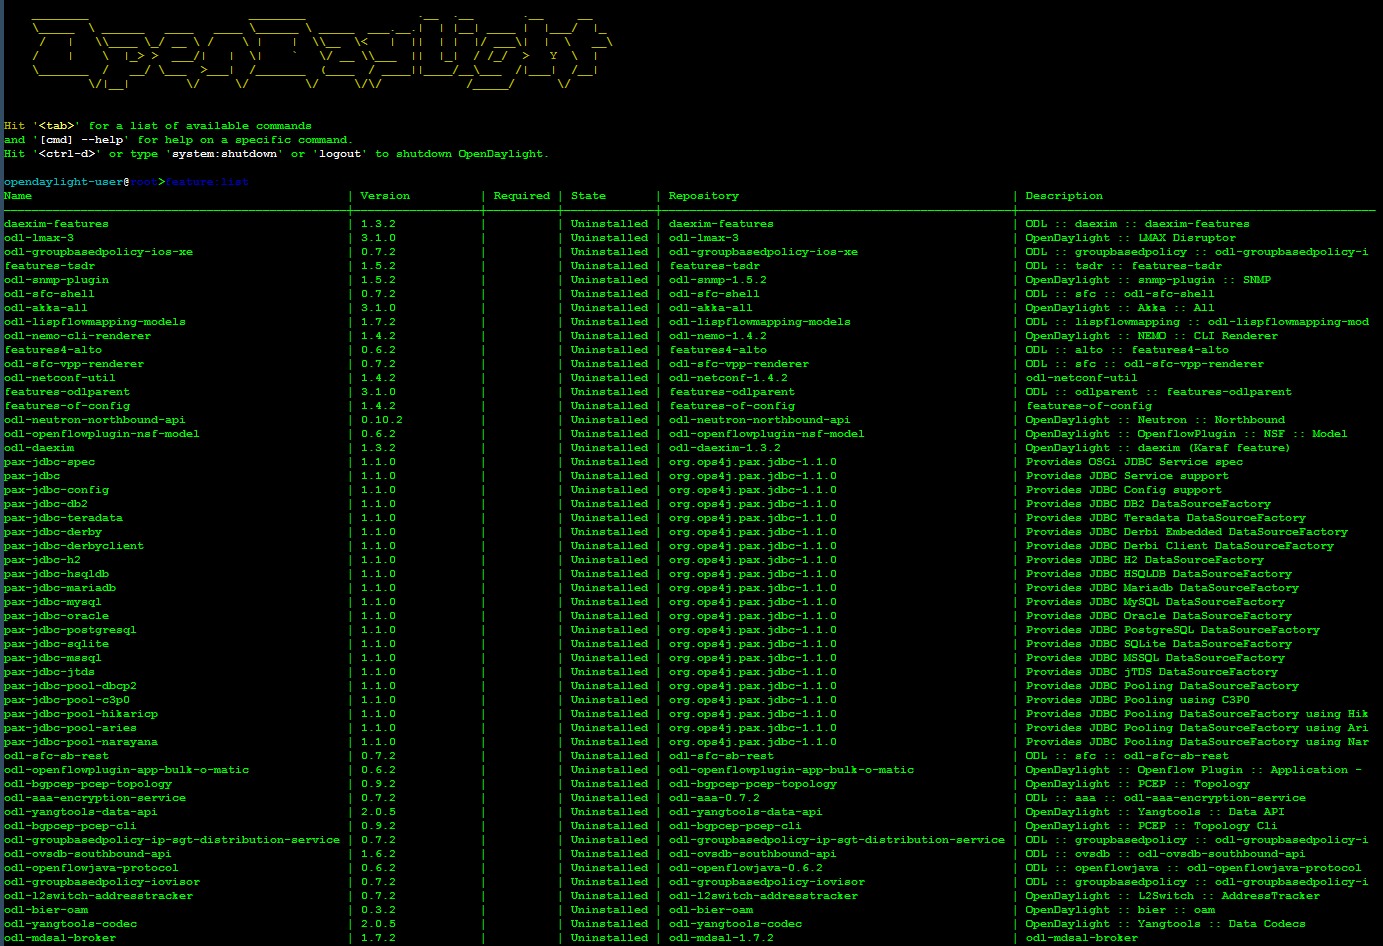 OpenDaylight
Hit '<tab>' for a list of available commands
and '[cmd] --help' for help on a specific command.
Hit '<ctrl-d>' or type 'system:shutdown' or 'logout' to shutdown OpenDaylight.
opendaylight-user@root>feature:list
Name | Version | Required | State | Repository | Description
daexim-features | 1.3.2 | | Uninstalled | daexim-features | ODL :: daexim :: daexim-features
odl-lmax-3 | 3.1.0 | | Uninstalled | odl-lmax-3 | OpenDaylight :: LMAX Disruptor
odl-groupbasedpolicy-ios-xe | 0.7.2 | | Uninstalled | odl-groupbasedpolicy-ios-xe | ODL :: groupbasedpolicy :: odl-groupbasedpolicy-i
features-tsdr | 1.5.2 | | Uninstalled | features-tsdr | ODL :: tsdr :: features-tsdr
odl-snmp-plugin | 1.5.2 | | Uninstalled | odl-snmp-1.5.2 | OpenDaylight :: snmp-plugin :: SNMP
odl-sfc-shell | 0.7.2 | | Uninstalled | odl-sfc-shell | ODL :: sfc :: odl-sfc-shell
odl-akka-all | 3.1.0 | | Uninstalled | odl-akka-all | OpenDaylight :: Akka :: All
odl-lispflowmapping-models | 1.7.2 | | Uninstalled | odl-lispflowmapping-models | ODL :: lispflowmapping :: odl-lispflowmapping-mod
odl-nemo-cli-renderer | 1.4.2 | | Uninstalled | odl-nemo-1.4.2 | OpenDaylight :: NEMO :: CLI Renderer
features4-alto | 0.6.2 | | Uninstalled | features4-alto | ODL :: alto :: features4-alto
odl-sfc-vpp-renderer | 0.7.2 | | Uninstalled | odl-sfc-vpp-renderer | ODL :: sfc :: odl-sfc-vpp-renderer
odl-netconf-util | 1.4.2 | | Uninstalled | odl-netconf-1.4.2 | odl-netconf-util
features-odlparent | 3.1.0 | | Uninstalled | features-odlparent | ODL :: odlparent :: features-odlparent
features-of-config | 1.4.2 | | Uninstalled | features-of-config | features-of-config
odl-neutron-northbound-api | 0.10.2 | | Uninstalled | odl-neutron-northbound-api | OpenDaylight :: Neutron :: Northbound
odl-openflowplugin-nsf-model | 0.6.2 | | Uninstalled | odl-openflowplugin-nsf-model | OpenDaylight :: OpenflowPlugin :: NSF :: Model
odl-daexim | 1.3.2 | | Uninstalled | odl-daexim-1.3.2 | OpenDaylight :: daexim (Karaf feature)
pax-jdbc-spec | 1.1.0 | | Uninstalled | org.ops4j.pax.jdbc-1.1.0 | Provides OSGi JDBC Service spec
pax-jdbc | 1.1.0 | | Uninstalled | org.ops4j.pax.jdbc-1.1.0 | Provides JDBC Service support
pax-jdbc-config | 1.1.0 | | Uninstalled | org.ops4j.pax.jdbc-1.1.0 | Provides JDBC Config support
pax-jdbc-db2 | 1.1.0 | | Uninstalled | org.ops4j.pax.jdbc-1.1.0 | Provides JDBC DB2 DataSourceFactory
pax-jdbc-teradata | 1.1.0 | | Uninstalled | org.ops4j.pax.jdbc-1.1.0 | Provides JDBC Teradata DataSourceFactory
pax-jdbc-derby | 1.1.0 | | Uninstalled | org.ops4j.pax.jdbc-1.1.0 | Provides JDBC Derbi Embedded DataSourceFactory
pax-jdbc-derbyclient | 1.1.0 | | Uninstalled | org.ops4j.pax.jdbc-1.1.0 | Provides JDBC Derbi Client DataSourceFactory
pax-jdbc-h2 | 1.1.0 | | Uninstalled | org.ops4j.pax.jdbc-1.1.0 | Provides JDBC H2 DataSourceFactory
pax-jdbc-hsqldb | 1.1.0 | | Uninstalled | org.ops4j.pax.jdbc-1.1.0 | Provides JDBC HSQLDB DataSourceFactory
pax-jdbc-mariadb | 1.1.0 | | Uninstalled | org.ops4j.pax.jdbc-1.1.0 | Provides JDBC Mariadb DataSourceFactory
pax-jdbc-mysql | 1.1.0 | | Uninstalled | org.ops4j.pax.jdbc-1.1.0 | Provides JDBC MySQL DataSourceFactory
pax-jdbc-oracle | 1.1.0 | | Uninstalled | org.ops4j.pax.jdbc-1.1.0 | Provides JDBC Oracle DataSourceFactory
pax-jdbc-postgresql | 1.1.0 | | Uninstalled | org.ops4j.pax.jdbc-1.1.0 | Provides JDBC PostgreSQL DataSourceFactory
pax-jdbc-sqlite | 1.1.0 | | Uninstalled | org.ops4j.pax.jdbc-1.1.0 | Provides JDBC SQLite DataSourceFactory
pax-jdbc-mssql | 1.1.0 | | Uninstalled | org.ops4j.pax.jdbc-1.1.0 | Provides JDBC MSSQL DataSourceFactory
pax-jdbc-jtds | 1.1.0 | | Uninstalled | org.ops4j.pax.jdbc-1.1.0 | Provides JDBC jTDS DataSourceFactory
pax-jdbc-pool-dbcp2 | 1.1.0 | | Uninstalled | org.ops4j.pax.jdbc-1.1.0 | Provides JDBC Pooling DataSourceFactory
pax-jdbc-pool-c3p0 | 1.1.0 | | Uninstalled | org.ops4j.pax.jdbc-1.1.0 | Provides JDBC Pooling using C3P0
pax-jdbc-pool-hikaricp | 1.1.0 | | Uninstalled | org.ops4j.pax.jdbc-1.1.0 | Provides JDBC Pooling DataSourceFactory using Hik
pax-jdbc-pool-aries | 1.1.0 | | Uninstalled | org.ops4j.pax.jdbc-1.1.0 | Provides JDBC Pooling DataSourceFactory using Ari
pax-jdbc-pool-narayana | 1.1.0 | | Uninstalled | org.ops4j.pax.jdbc-1.1.0 | Provides JDBC Pooling DataSourceFactory using Nar
odl-sfc-sb-rest | 0.7.2 | | Uninstalled | odl-sfc-sb-rest | ODL :: sfc :: odl-sfc-sb-rest
odl-openflowplugin-app-bulk-o-matic | 0.6.2 | | Uninstalled | odl-openflowplugin-app-bulk-o-matic | OpenDaylight :: Openflow Plugin :: Application -
odl-bgpcep-pcep-topology | 0.9.2 | | Uninstalled | odl-bgpcep-pcep-topology | OpenDaylight :: PCEP :: Topology
odl-aaa-encryption-service | 0.7.2 | | Uninstalled | odl-aaa-0.7.2 | ODL :: aaa :: odl-aaa-encryption-service
odl-yangtools-data-api | 2.0.5 | | Uninstalled | odl-yangtools-data-api | OpenDaylight :: Yangtools :: Data API
odl-bgpcep-pcep-cli | 0.9.2 | | Uninstalled | odl-bgpcep-pcep-cli | OpenDaylight :: PCEP :: Topology Cli
odl-groupbasedpolicy-ip-sgt-distribution-service | 0.7.2 | | Uninstalled | odl-groupbasedpolicy-ip-sgt-distribution-service | ODL :: groupbasedpolicy :: odl-groupbasedpolicy-i
odl-ovsdb-southbound-api | 1.6.2 | | Uninstalled | odl-ovsdb-southbound-api | ODL :: ovsdb :: odl-ovsdb-southbound-api
odl-openflowjava-protocol | 0.6.2 | | Uninstalled | odl-openflowjava-0.6.2 | ODL :: openflowjava :: odl-openflowjava-protocol
odl-groupbasedpolicy-iovisor | 0.7.2 | | Uninstalled | odl-groupbasedpolicy-iovisor | ODL :: groupbasedpolicy :: odl-groupbasedpolicy-i
odl-l2switch-addresstracker | 0.7.2 | | Uninstalled | odl-l2switch-addresstracker | OpenDaylight :: L2Switch :: AddressTracker
odl-bier-oam | 0.3.2 | | Uninstalled | odl-bier-oam | OpenDaylight :: bier :: oam
odl-yangtools-codec | 2.0.5 | | Uninstalled | odl-yangtools-codec | OpenDaylight :: Yangtools :: Data Codecs
odl-mdsal-broker | 1.7.2 | | Uninstalled | odl-mdsal-1.7.2 | odl-mdsal-broker